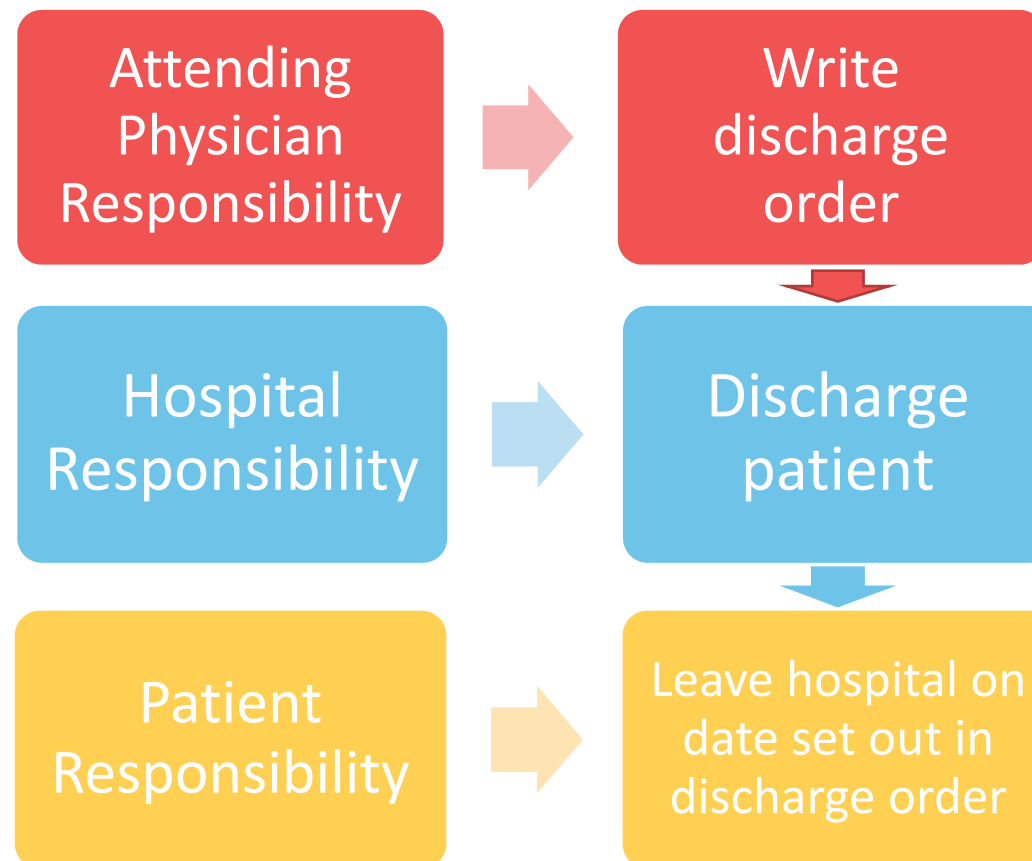 Attending
Physician
Responsibility
Write
discharge
order
Hospital
Responsibility
Discharge
patient
Patient
Responsibility
Leave hospital on
date set out in
discharge order